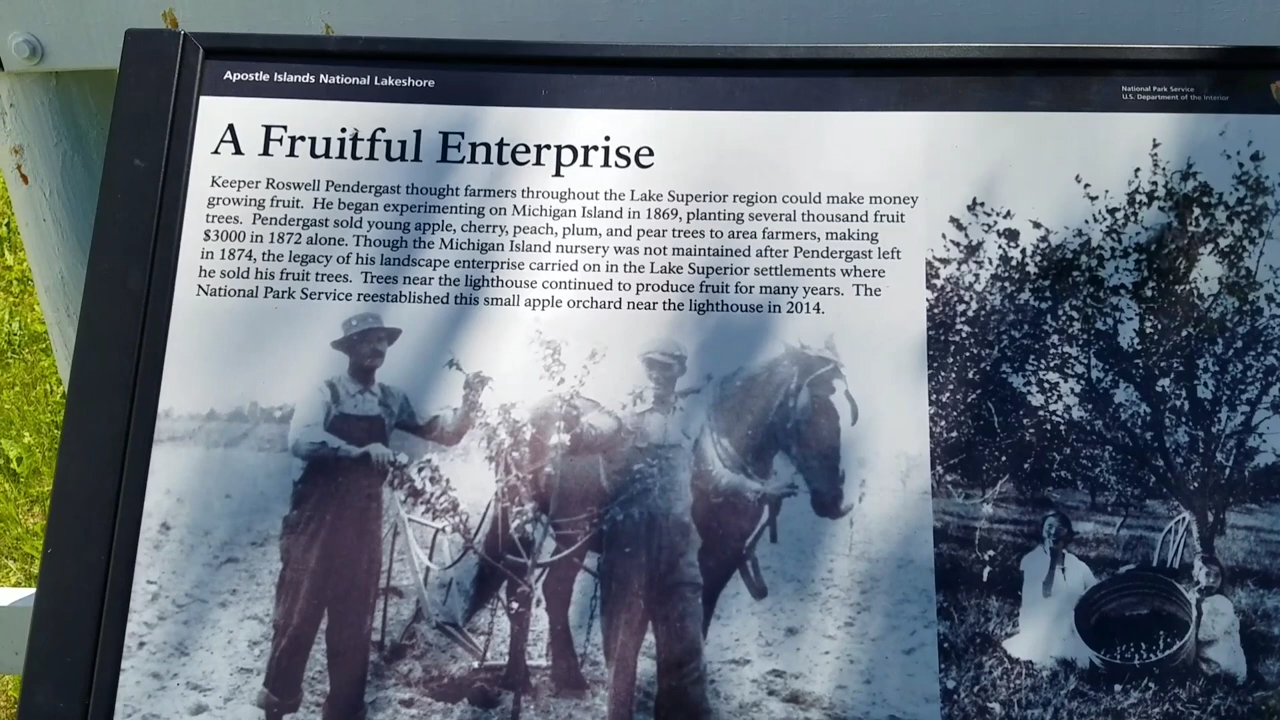 Apostle Islands National Lakeshore
National Park Service
U.S. Department of the Interior
A Fruitful Enterprise
Keeper Roswell Pendergast thought farmers throughout the Lake Superior region could make money
growing fruit. He began experimenting on Michigan Island in 1869, planting several thousand fruit
trees. Pendergast sold young apple, cherry, peach, plum, and pear trees to area farmers, making
$3000 in 1872 alone. Though the Michigan Island nursery was not maintained after Pendergast left
in 1874, the legacy of his landscape enterprise carried on in the Lake Superior settlements where
he sold his fruit trees. Trees near the lighthouse continued to produce fruit for many years. The
National Park Service reestablished this small apple orchard near the lighthouse in 2014.